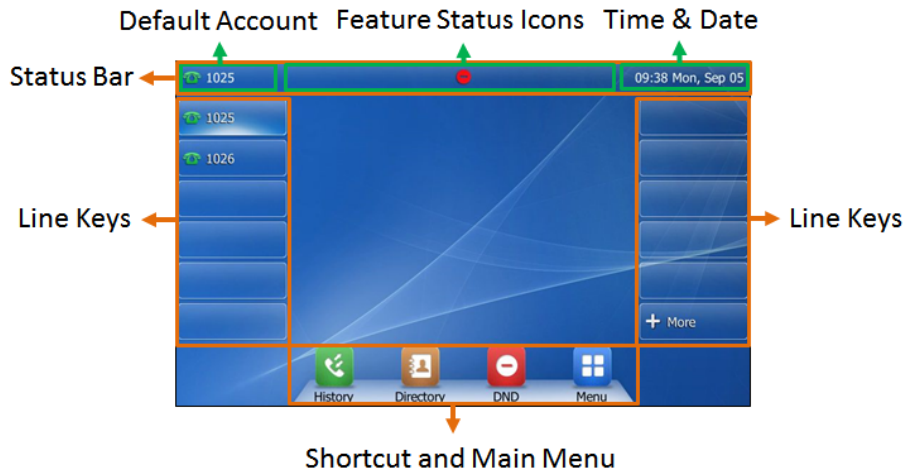 Default Account Feature Status Icons Time & Date
Status Bar
1025 09:38 Mon, Sep 05
1025
1026
Line Keys
Line Keys
+ More
History Directory DND Menu
Shortcut and Main Menu